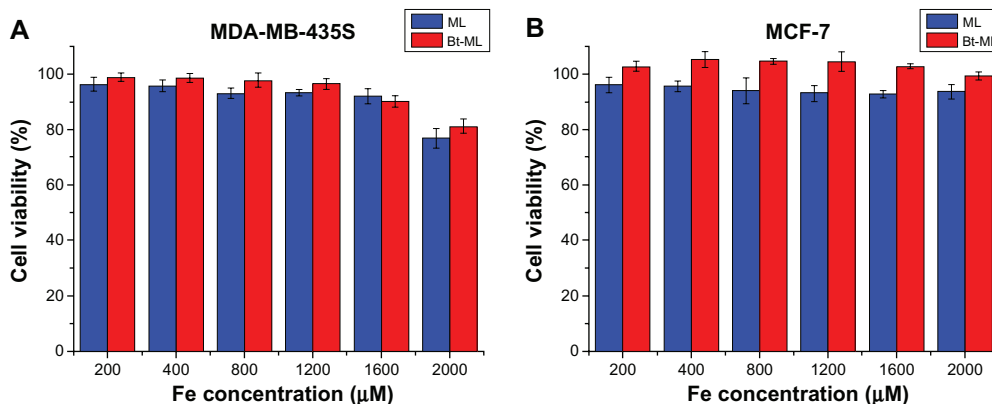 A
MDA-MB-435S
ML
Bt-ML
Cell viability (%)
100
80
60
40
20
0
200 400 800 1200 1600 2000
Fe concentration (μM)
B
MCF-7
ML
Bt-ML
Cell viability (%)
100
80
60
40
20
0
200 400 800 1200 1600 2000
Fe concentration (μM)